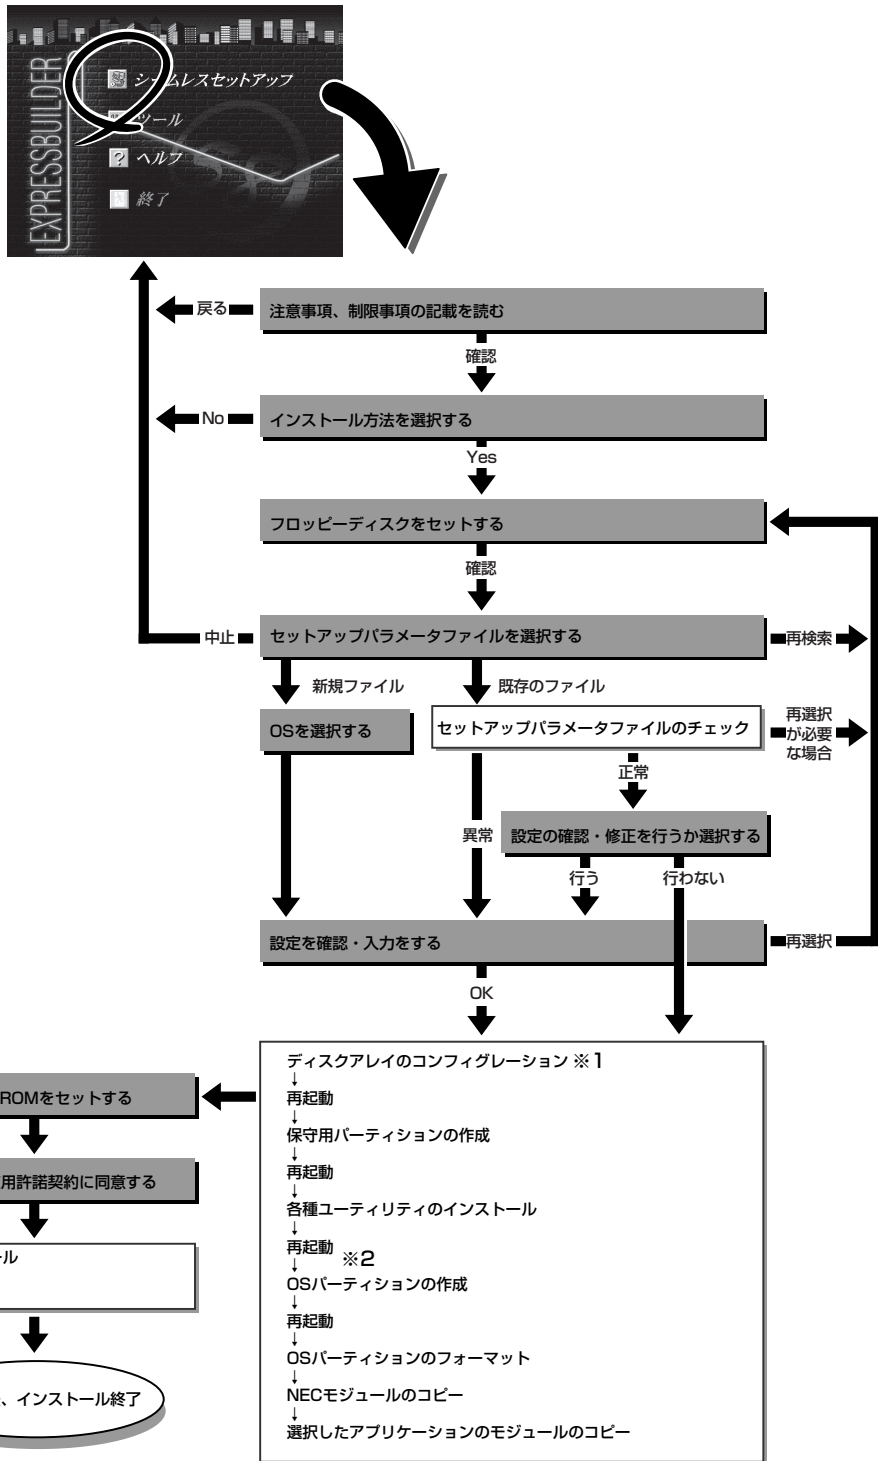 EXPRESSBUILDER
シームレスセットアップ
ツール
ヘルプ
終了
戻る
注意事項、制限事項の記載を読む
確認
No
インストール方法を選択する
Yes
フロッピーディスクをセットする
確認
中止
セットアップパラメータファイルを選択する
再検索
新規ファイル
既存のファイル
OSを選択する
セットアップパラメータファイルのチェック
再選択
が必要
な場合
正常
異常
設定の確認・修正を行うか選択する
行う
行わない
設定を確認・入力をする
再選択
OK
ディスクアレイのコンフィグレーション ※1
↓
再起動
↓
保守用パーティションの作成
↓
再起動
↓
各種ユーティリティのインストール
↓
再起動 ※2
↓
OSパーティションの作成
↓
再起動
↓
OSパーティションのフォーマット
↓
NECモジュールのコピー
↓
選択したアプリケーションのモジュールのコピー
ROMをセットする
用許諾契約に同意する
ル
、インストール終了